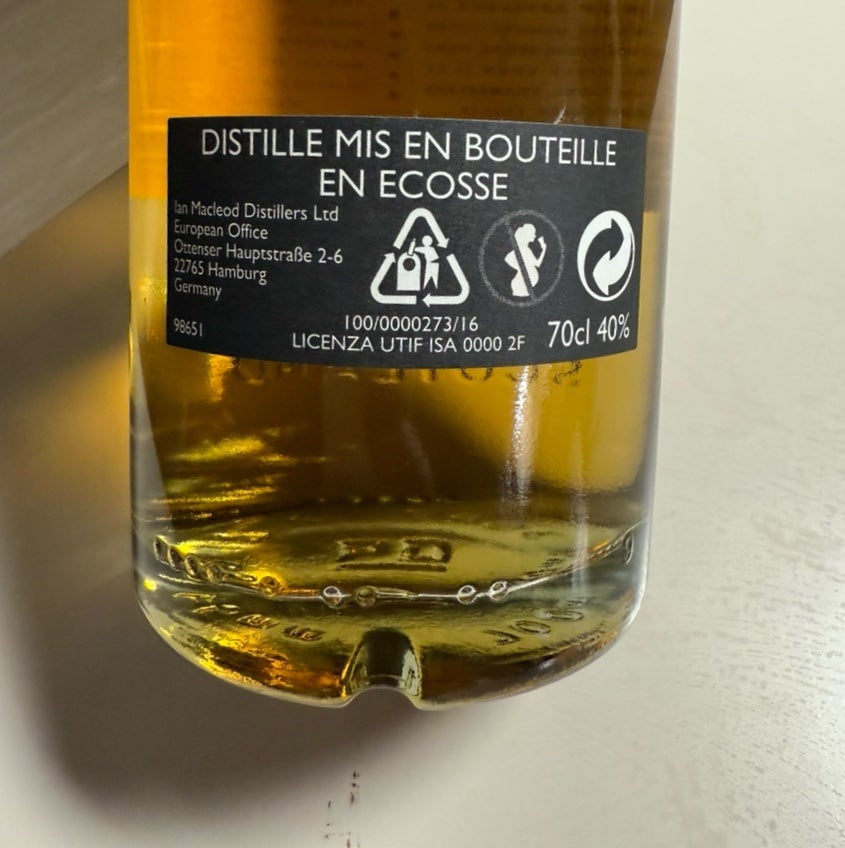 DISTILLE MIS EN BOUTEILLE
EN ECOSSE
Ian Macleod Distillers Ltd
European Office
Ottenser Hauptstraße 2-6
22765 Hamburg
Germany
98651
100/0000273/16
LICENZA UTIF ISA 0000 2F
70cl 40%